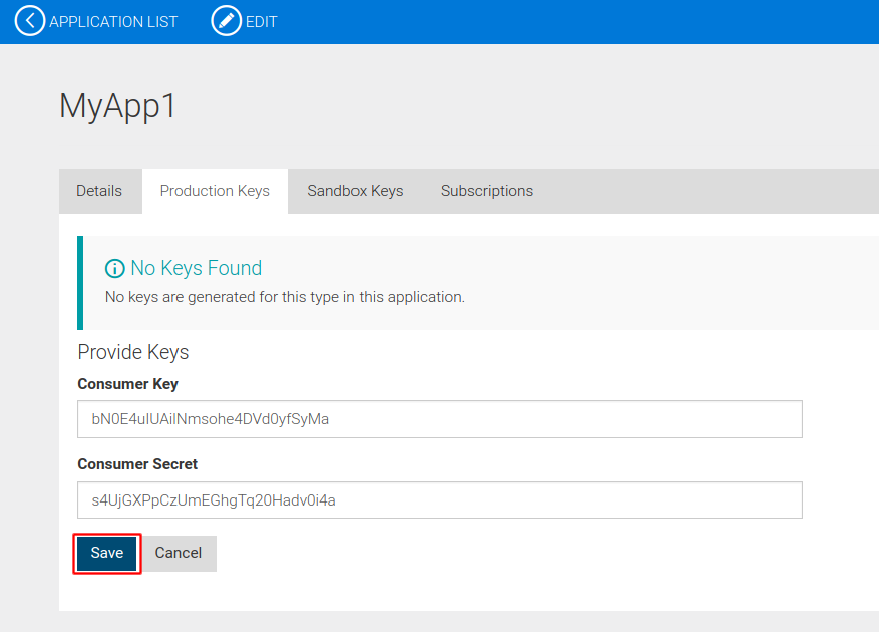 APPLICATION LIST EDIT
MyApp1
Details Production Keys Sandbox Keys Subscriptions
No Keys Found
No keys are generated for this type in this application.
Provide Keys
Consumer Key
bN0E4uIUAiINmsohe4DVd0yfSyMa
Consumer Secret
s4UjGXPpCzUmEGhgTq20Hadv0i4a
Save Cancel